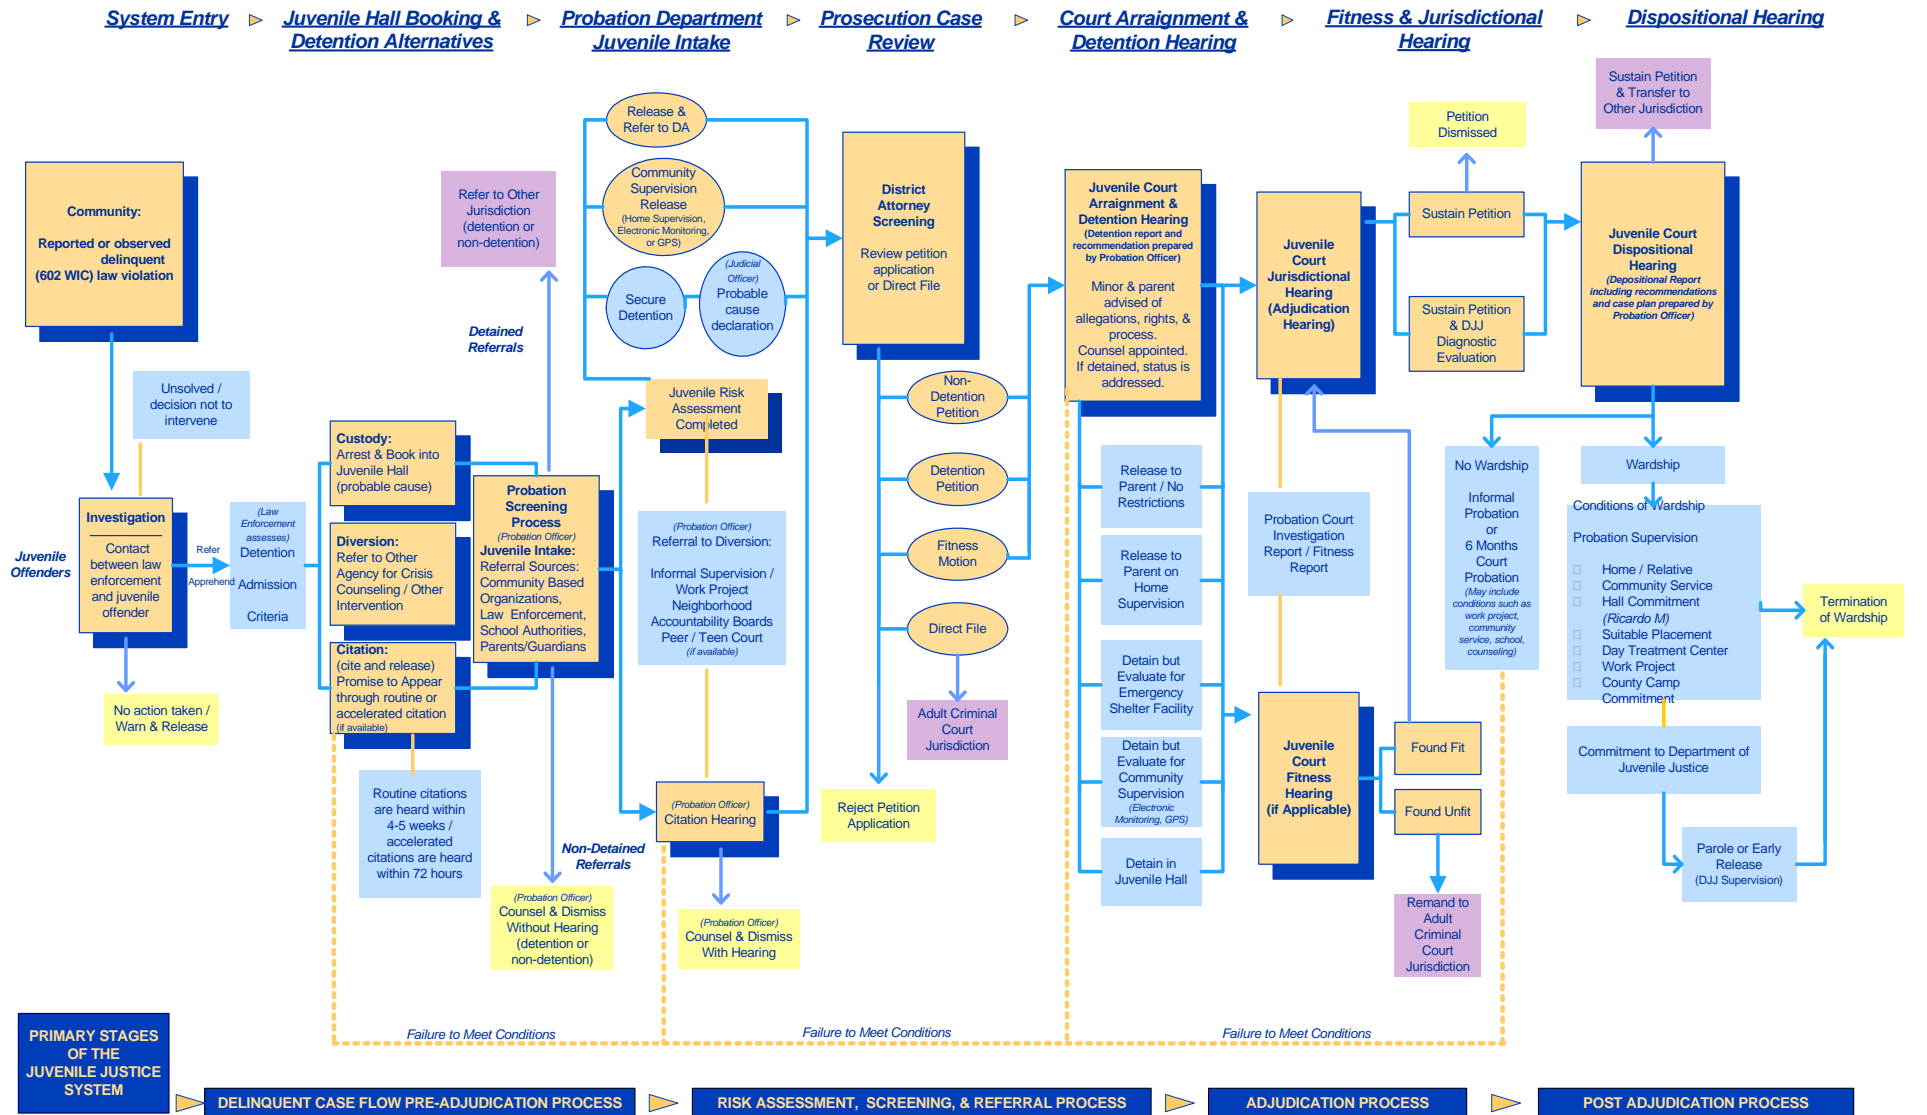 System Entry
Juvenile Hall Booking &
Detention Alternatives
Probation Department
Juvenile Intake
Prosecution Case
Review
Court Arraignment &
Detention Hearing
Fitness & Jurisdictional
Hearing
Dispositional Hearing
Community:
Reported or observed
delinquent
(602 WIC) law violation
Unsolved /
decision not to
intervene
Juvenile
Offenders
Investigation
Contact
between law
enforcement
and juvenile
offender
Refer
Apprehend
No action taken /
Warn & Release
(Law
Enforcement
assesses)
Detention
Admission
Criteria
Custody:
Arrest & Book into
Juvenile Hall
(probable cause)
Diversion:
Refer to Other
Agency for Crisis
Counseling / Other
Intervention
Citation:
(cite and release)
Promise to Appear
through routine or
accelerated citation
(if available)
Routine citations
are heard within
4-5 weeks /
accelerated
citations are heard
within 72 hours
Refer to Other
Jurisdiction
(detention or
non-detention)
Detained
Referrals
Probation
Screening
Process
(Probation Officer)
Juvenile Intake:
Referral Sources:
Community Based
Organizations,
Law Enforcement,
School Authorities,
Parents/Guardians
Non-Detained
Referrals
(Probation Officer)
Counsel & Dismiss
Without Hearing
(detention or
non-detention)
Release &
Refer to DA
Community
Supervision
Release
(Home Supervision,
Electronic Monitoring,
or GPS)
Secure
Detention
(Judicial
Officer)
Probable
cause
declaration
Juvenile Risk
Assessment
Completed
(Probation Officer)
Referral to Diversion:
Informal Supervision /
Work Project
Neighborhood
Accountability Boards
Peer / Teen Court
(if available)
(Probation Officer)
Citation Hearing
(Probation Officer)
Counsel & Dismiss
With Hearing
District
Attorney
Screening
Review petition
application
or Direct File
Non-
Detention
Petition
Detention
Petition
Fitness
Motion
Direct File
Adult Criminal
Court
Jurisdiction
Reject Petition
Application
Juvenile Court
Arraignment &
Detention Hearing
(Detention report and
recommendation prepared
by Probation Officer)
Minor & parent
advised of
allegations, rights, &
process.
Counsel appointed.
If detained, status is
addressed.
Release to
Parent / No
Restrictions
Release to
Parent on
Home
Supervision
Detain but
Evaluate for
Emergency
Shelter Facility
Detain but
Evaluate for
Community
Supervision
(Electronic
Monitoring, GPS)
Detain in
Juvenile Hall
Juvenile
Court
Jurisdictional
Hearing
(Adjudication
Hearing)
Probation Court
Investigation
Report / Fitness
Report
Juvenile
Court
Fitness
Hearing
(if Applicable)
Found Fit
Found Unfit
Remand to
Adult
Criminal
Court
Jurisdiction
Petition
Dismissed
Sustain Petition
Sustain Petition
& DJJ
Diagnostic
Evaluation
Sustain Petition
& Transfer to
Other Jurisdiction
Juvenile Court
Dispositional
Hearing
(Depositional Report
including recommendations
and case plan prepared by
Probation Officer)
No Wardship
Informal
Probation
or
6 Months
Court
Probation
(May include
conditions such as
work project,
community
service, school,
counseling)
Wardship
Conditions of Wardship
Probation Supervision
Home / Relative
Community Service
Hall Commitment
(Ricardo M)
Suitable Placement
Day Treatment Center
Work Project
County Camp
Commitment
Termination
of Wardship
Commitment to Department of
Juvenile Justice
Parole or Early
Release
(DJJ Supervision)
Failure to Meet Conditions
Failure to Meet Conditions
Failure to Meet Conditions
PRIMARY STAGES
OF THE
JUVENILE JUSTICE
SYSTEM
DELINQUENT CASE FLOW PRE-ADJUDICATION PROCESS
RISK ASSESSMENT, SCREENING, & REFERRAL PROCESS
ADJUDICATION PROCESS
POST ADJUDICATION PROCESS